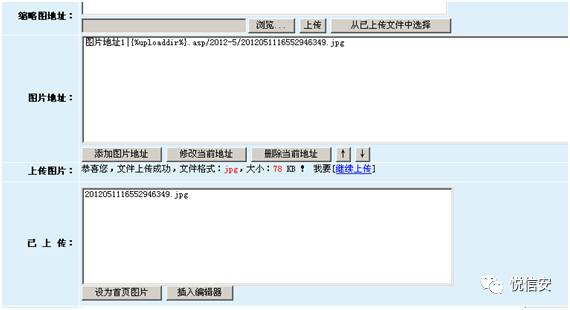 缩略图地址：
浏览... 上传 从已上传文件中选择
图片地址1|{%uploaddir%}.asp/2012-5/2012051116552946349.jpg
图片地址：
添加图片地址 修改当前地址 删除当前地址 ↑ ↓
上传图片： 恭喜您，文件上传成功，文件格式：jpg，大小：78 KB ！ 我要[继续上传]
2012051116552946349.jpg
已 上 传：
设为首页图片 插入编辑器
悦信安